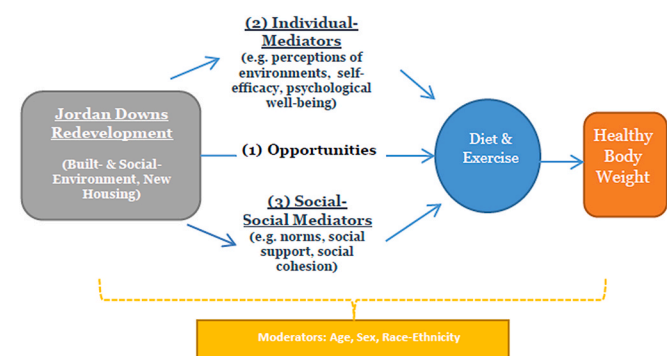 (2) Individual-
Mediators
(e.g. perceptions of
environments, self-
efficacy, psychological
well-being)
Jordan Downs
Redevelopment
(Built- & Social-
Environment, New
Housing)
(1) Opportunities
Diet &
Exercise
Healthy
Body
Weight
(3) Social-
Social Mediators
(e.g. norms, social
support, social
cohesion)
Moderators: Age, Sex, Race-Ethnicity